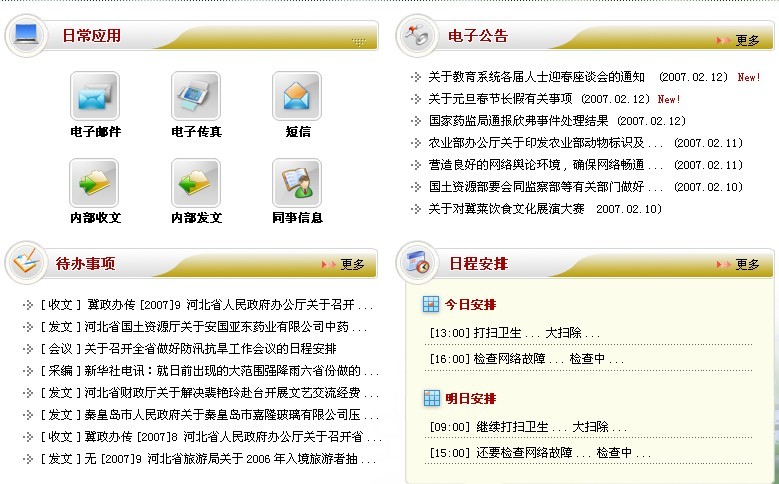 日常应用
电子邮件 电子传真 短信
内部收文 内部发文 同事信息
电子公告 更多
关于教育系统各届人士迎春座谈会的通知 (2007.02.12) New!
关于元旦春节长假有关事项 (2007.02.12) New!
国家药监局通报欣弗事件处理结果 (2007.02.12)
农业部办公厅关于印发农业部动物标识及... (2007.02.11)
营造良好的网络舆论环境，确保网络畅通... (2007.02.11)
国土资源部要会同监察部等有关部门做好... (2007.02.10)
关于对冀菜饮食文化展演大赛 2007.02.10)
待办事项 更多
[收文] 冀政办传 [2007]9 河北省人民政府办公厅关于召开...
[发文] 河北省国土资源厅关于安国亚东药业有限公司中药...
[会议] 关于召开全省做好防汛抗旱工作会议的日程安排
[采编] 新华社电讯：就日前出现的大范围强降雨六省份做的...
[发文] 河北省财政厅关于解决裴艳玲赴台开展文艺交流经费...
[发文] 秦皇岛市人民政府关于秦皇岛市嘉隆玻璃有限公司压...
[收文] 冀政办传 [2007]8 河北省人民政府办公厅关于召开省...
[发文] 无 [2007]9 河北省旅游局关于2006年入境旅游者抽...
日程安排 更多
今日安排
[13:00] 打扫卫生... 大扫除...
[16:00] 检查网络故障... 检查中...
明日安排
[09:00] 继续打扫卫生... 大扫除...
[15:00] 还要检查网络故障... 检查中...